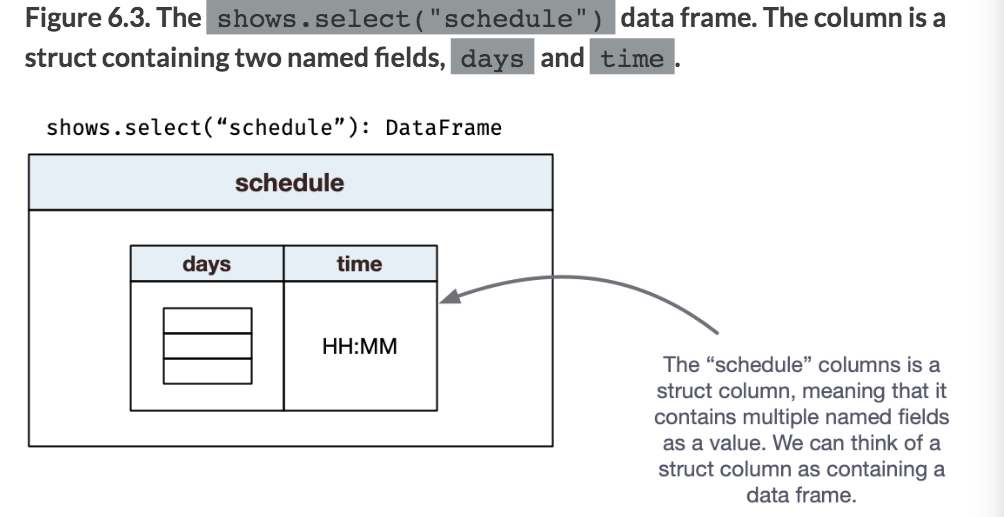 Figure 6.3. The shows.select("schedule") data frame. The column is a
struct containing two named fields, days and time .
shows.select(“schedule”): DataFrame
schedule
days time
HH:MM
The “schedule” columns is a
struct column, meaning that it
contains multiple named fields
as a value. We can think of a
struct column as containing a
data frame.